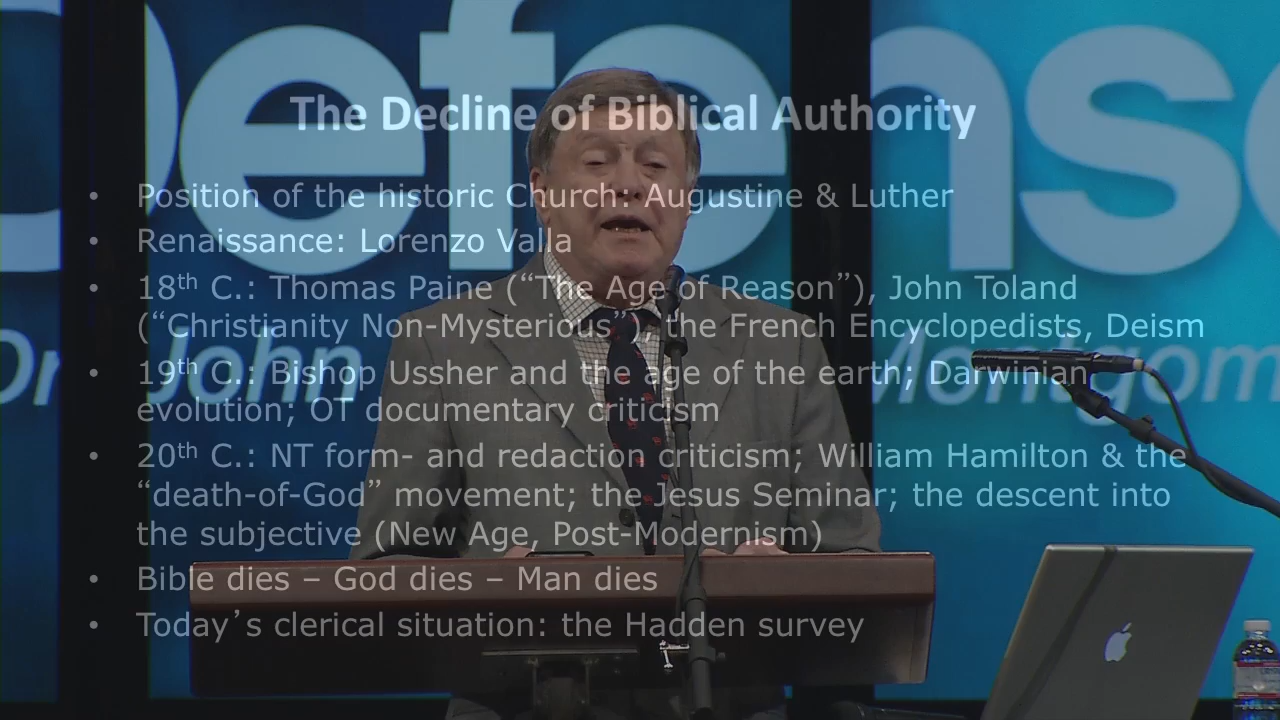 Defense
Dr. John Montgom
The Decline of Biblical Authority
• Position of the historic Church: Augustine & Luther
• Renaissance: Lorenzo Valla
• 18th C.: Thomas Paine (“The Age of Reason”), John Toland
(“Christianity Non-Mysterious”), the French Encyclopedists, Deism
• 19th C.: Bishop Ussher and the age of the earth; Darwinian
evolution; OT documentary criticism
• 20th C.: NT form- and redaction criticism; William Hamilton & the
“death-of-God” movement; the Jesus Seminar; the descent into
the subjective (New Age, Post-Modernism)
• Bible dies – God dies – Man dies
• Today’s clerical situation: the Hadden survey